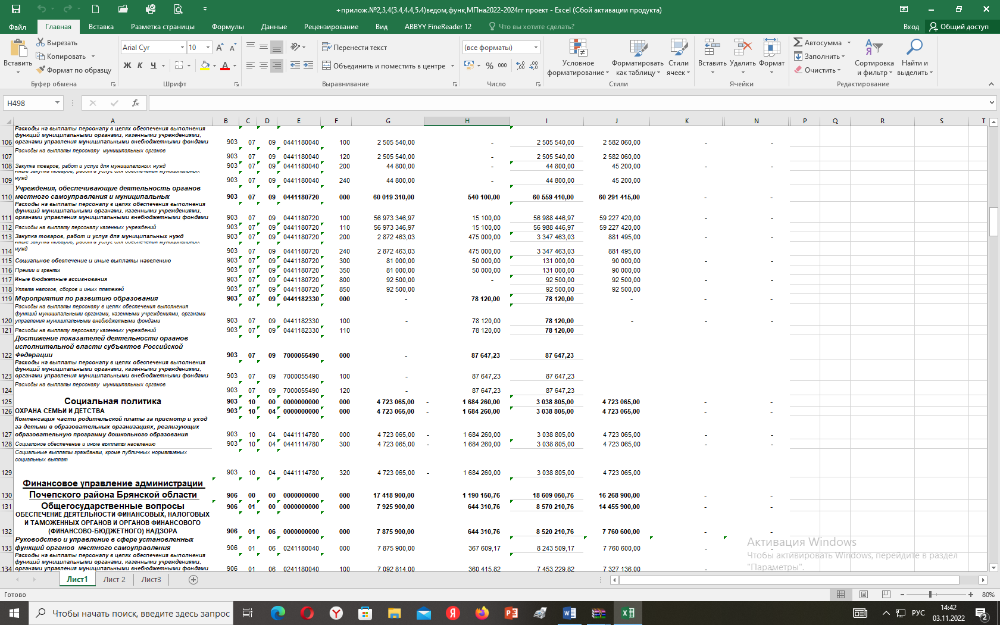 +прилож.№2,3,4(3.4,4.4,5.4)ведом,функ,МПна2022-2024гг проект - Excel (Сбой активации продукта)
Файл Главная Вставка Разметка страницы Формулы Данные Рецензирование Вид ABBYY FineReader 12 Что вы хотите сделать? Вход Общий доступ
Вставить Вырезать Копировать Формат по образцу
Arial Cyr 10 Ж К Ч
Перенести текст
Объединить и поместить в центре
(все форматы)
% 000
Условное форматирование Форматировать как таблицу Стили ячеек
Вставить Удалить Формат
Автосумма Заполнить Очистить
Сортировка и фильтр Найти и выделить
Буфер обмена Шрифт Выравнивание Число Стили Ячейки Редактирование
H498 fx
A B C D E F G H I J K N P Q R S T
106 Расходы на выплаты персоналу в целях обеспечения выполнения функций муниципальными органами, казенными учреждениями, органами управления муниципальными внебюджетными фондами 903 07 09 0441180040 100 2 505 540,00 - 2 505 540,00 2 582 060,00 - -
107 Расходы на выплаты персоналу муниципальных органов 903 07 09 0441180040 120 2 505 540,00 - 2 505 540,00 2 582 060,00
108 Закупка товаров, работ и услуг для муниципальных нужд 903 07 09 0441180040 200 44 800,00 - 44 800,00 45 200,00 - -
109 Иные закупки товаров, работ и услуг для обеспечения муниципальных нужд 903 07 09 0441180040 240 44 800,00 - 44 800,00 45 200,00
110 Учреждения, обеспечивающие деятельность органов местного самоуправления и муниципальных 903 07 09 0441180720 000 60 019 310,00 540 100,00 60 559 410,00 60 291 415,00 - -
111 Расходы на выплаты персоналу в целях обеспечения выполнения функций муниципальными органами, казенными учреждениями, органами управления муниципальными внебюджетными фондами 903 07 09 0441180720 100 56 973 346,97 15 100,00 56 988 446,97 59 227 420,00 - -
112 Расходы на выплату персоналу казенных учреждений 903 07 09 0441180720 110 56 973 346,97 15 100,00 56 988 446,97 59 227 420,00 - -
113 Закупка товаров, работ и услуг для муниципальных нужд 903 07 09 0441180720 200 2 872 463,03 475 000,00 3 347 463,03 881 495,00 - -
114 Иные закупки товаров, работ и услуг для обеспечения муниципальных нужд 903 07 09 0441180720 240 2 872 463,03 475 000,00 3 347 463,03 881 495,00 - -
115 Социальное обеспечение и иные выплаты населению 903 07 09 0441180720 300 81 000,00 50 000,00 131 000,00 90 000,00 - -
116 Премии и гранты 903 07 09 0441180720 350 81 000,00 50 000,00 131 000,00 90 000,00 - -
117 Иные бюджетные ассигнования 903 07 09 0441180720 800 92 500,00 - 92 500,00 92 500,00 - -
118 Уплата налогов, сборов и иных платежей 903 07 09 0441180720 850 92 500,00 92 500,00 92 500,00 - -
119 Мероприятия по развитию образования 903 07 09 0441182330 000 - 78 120,00 78 120,00 - - -
120 Расходы на выплаты персоналу в целях обеспечения выполнения функций муниципальными органами, казенными учреждениями, органами управления муниципальными внебюджетными фондами 903 07 09 0441182330 100 - 78 120,00 78 120,00 - - -
121 Расходы на выплату персоналу казенных учреждений 903 07 09 0441182330 110 78 120,00 78 120,00
122 Достижение показателей деятельности органов исполнительной власти субъектов Российской Федерации 903 07 09 7000055490 000 - 87 647,23 87 647,23
123 Расходы на выплаты персоналу в целях обеспечения выполнения функций муниципальными органами, казенными учреждениями, органами управления муниципальными внебюджетными фондами 903 07 09 7000055490 100 - 87 647,23 87 647,23
124 Расходы на выплаты персоналу муниципальных органов 903 07 09 7000055490 120 - 87 647,23 87 647,23
125 Социальная политика 903 10 00 0000000000 000 4 723 065,00 - 1 684 260,00 3 038 805,00 4 723 065,00 - -
126 ОХРАНА СЕМЬИ И ДЕТСТВА 903 10 04 0000000000 000 4 723 065,00 - 1 684 260,00 3 038 805,00 4 723 065,00 - -
127 Компенсация части родительской платы за присмотр и уход за детьми в образовательных организациях, реализующих образовательную программу дошкольного образования 903 10 04 0441114780 000 4 723 065,00 - 1 684 260,00 3 038 805,00 4 723 065,00 - -
128 Социальное обеспечение и иные выплаты населению 903 10 04 0441114780 300 4 723 065,00 - 1 684 260,00 3 038 805,00 4 723 065,00 - -
129 Социальные выплаты гражданам, кроме публичных нормативных социальных выплат 903 10 04 0441114780 320 4 723 065,00 - 1 684 260,00 3 038 805,00 4 723 065,00
130 Финансовое управление администрации Почепского района Брянской области 906 00 00 0000000000 000 17 418 900,00 1 190 150,76 18 609 050,76 16 268 900,00 - -
131 Общегосударственные вопросы 906 01 00 0000000000 000 7 925 900,00 644 310,76 8 570 210,76 14 455 900,00 - -
132 ОБЕСПЕЧЕНИЕ ДЕЯТЕЛЬНОСТИ ФИНАНСОВЫХ, НАЛОГОВЫХ И ТАМОЖЕННЫХ ОРГАНОВ И ОРГАНОВ ФИНАНСОВОГО (ФИНАНСОВО-БЮДЖЕТНОГО) НАДЗОРА 906 01 06 0000000000 000 7 875 900,00 644 310,76 8 520 210,76 7 760 600,00 - -
133 Руководство и управление в сфере установленных функций органов местного самоуправления 906 01 06 0241180040 000 7 875 900,00 367 609,17 8 243 509,17 7 760 600,00 - -
134 Расходы на выплаты персоналу в целях обеспечения выполнения функций муниципальными органами, казенными учреждениями, органами управления муниципальными внебюджетными фондами 906 01 06 0241180040 100 7 092 814,00 360 415,82 7 453 229,82 7 327 136,00 - -
Активация Windows
Чтобы активировать Windows, перейдите в раздел
"Параметры".
Лист1 Лист 2 Лист3
Готово 80%
Чтобы начать поиск, введите здесь запрос
РУС 14:42
03.11.2022 2